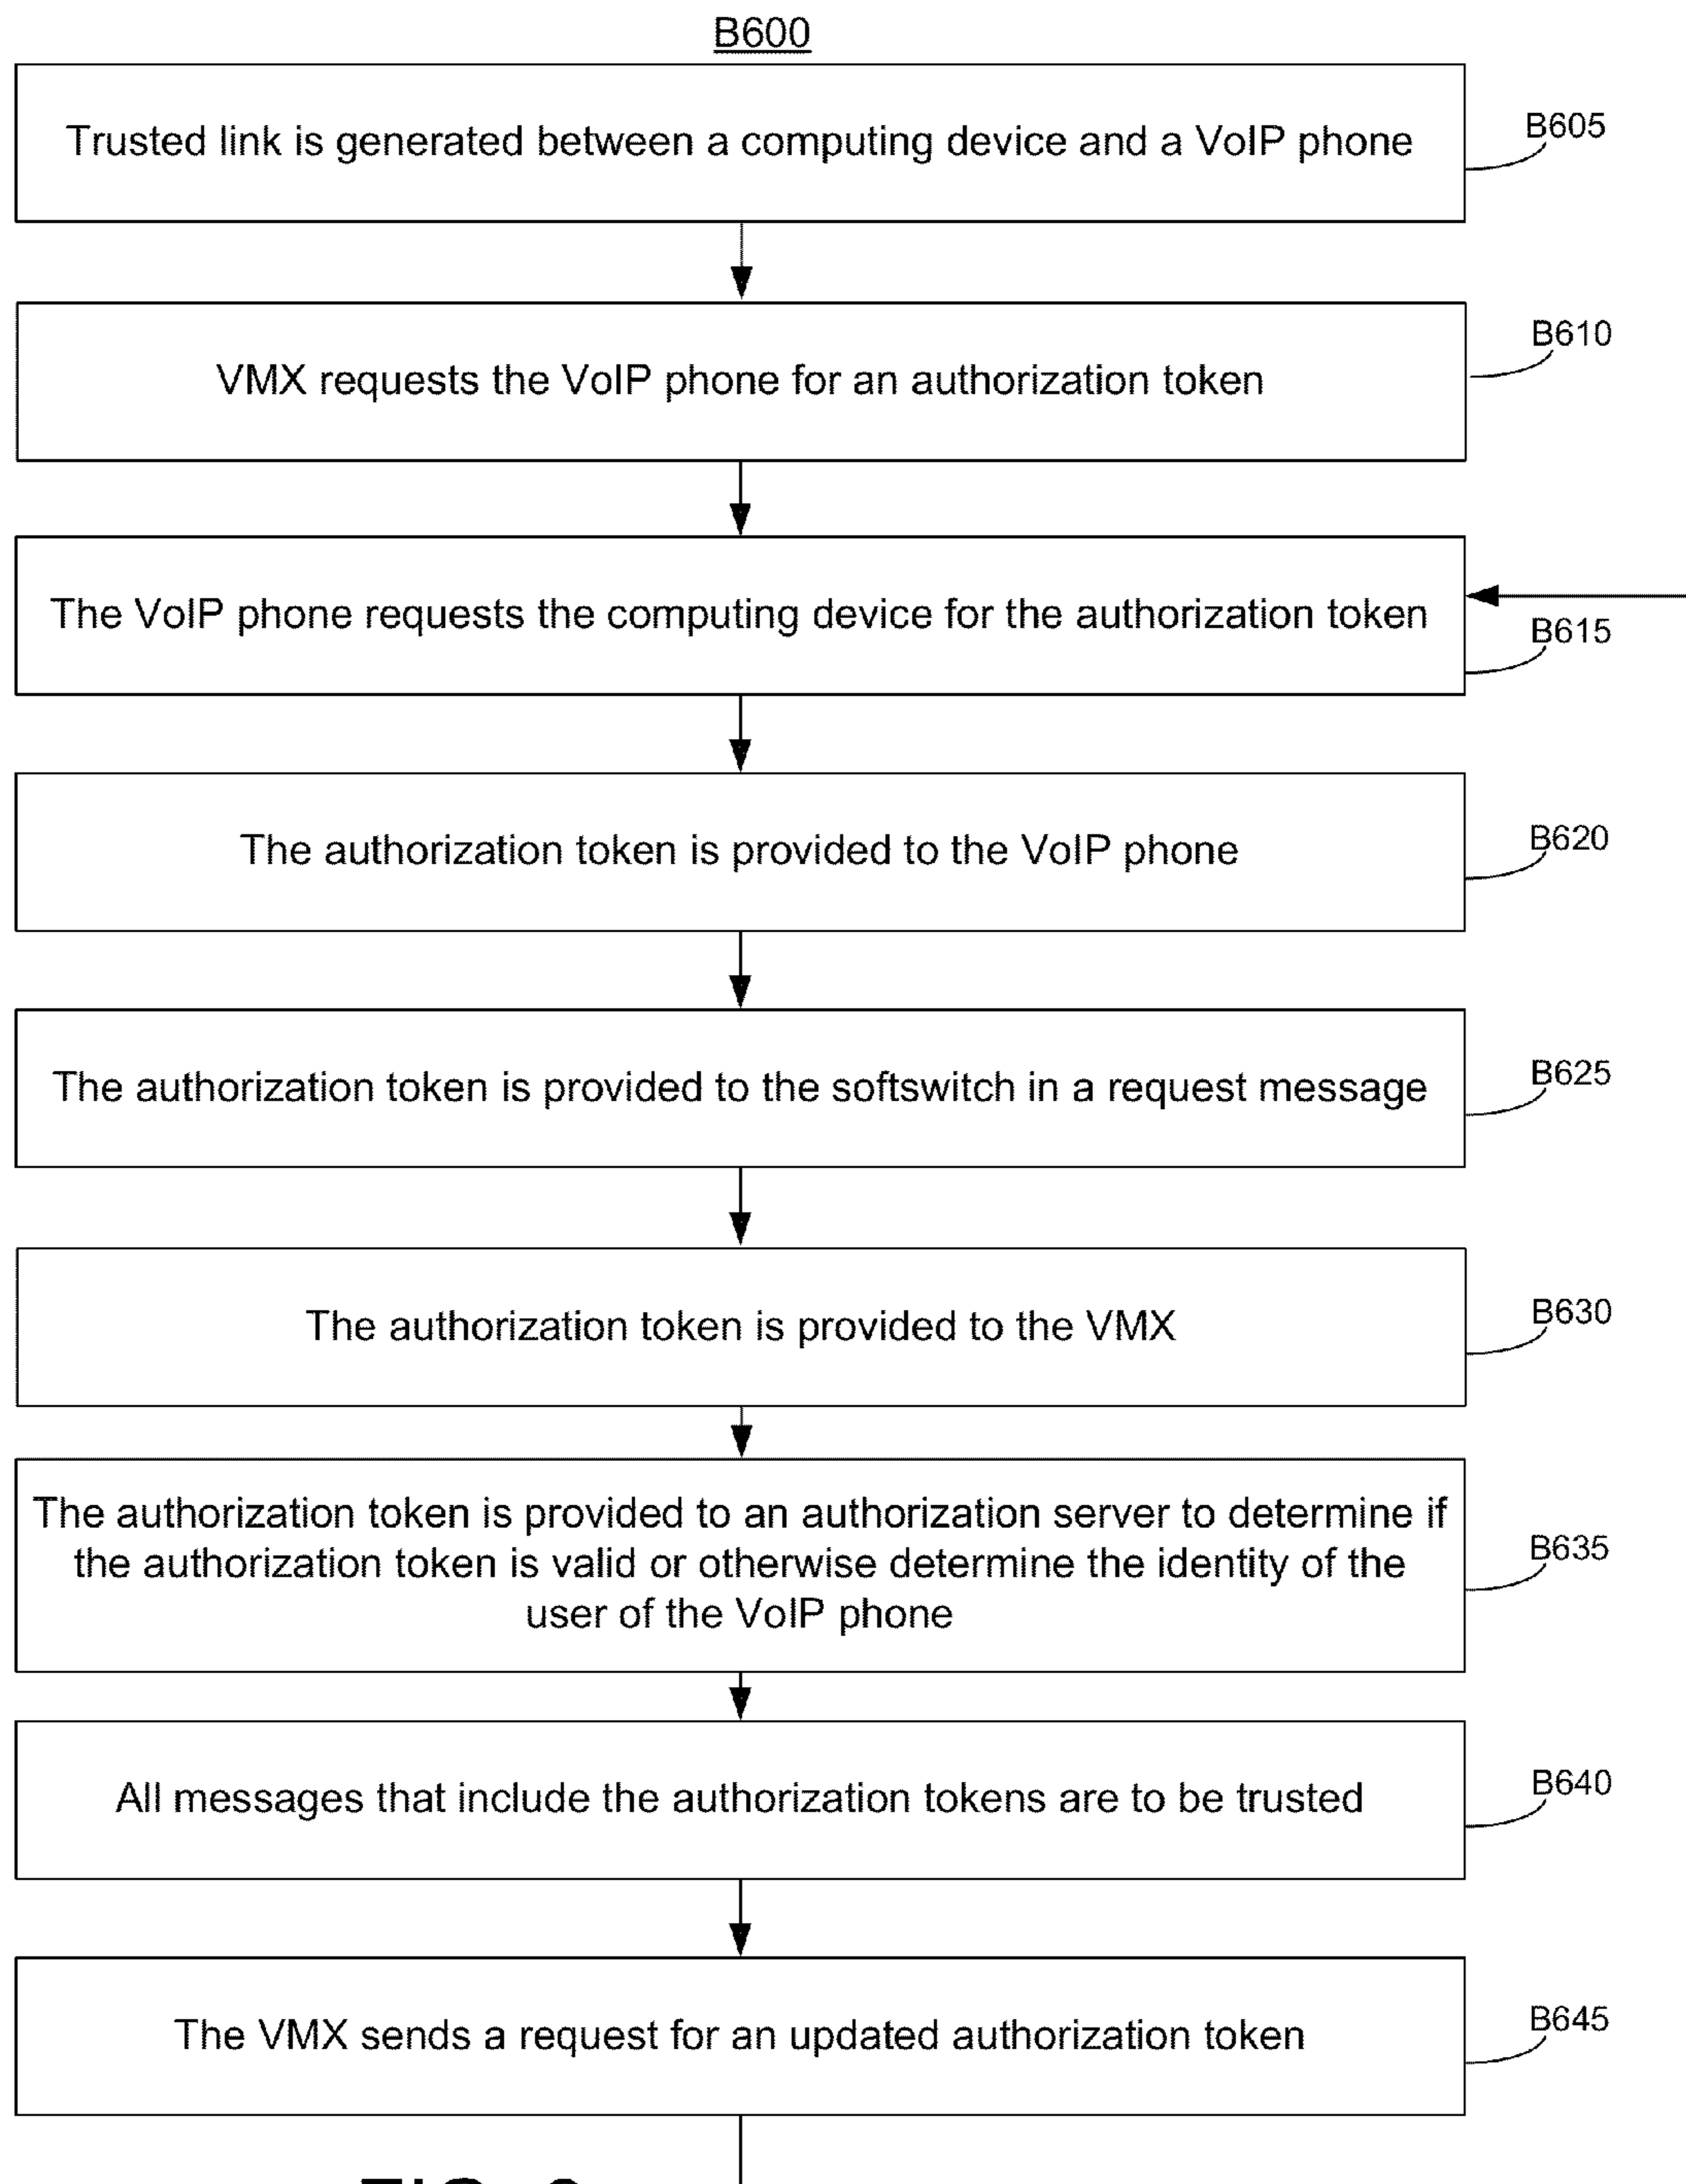 B600
Trusted link is generated between a computing device and a VoIP phone
B605
VMX requests the VoIP phone for an authorization token
B610
The VoIP phone requests the computing device for the authorization token
B615
The authorization token is provided to the VoIP phone
B620
The authorization token is provided to the softswitch in a request message
B625
The authorization token is provided to the VMX
B630
The authorization token is provided to an authorization server to determine if
the authorization token is valid or otherwise determine the identity of the
user of the VoIP phone
B635
All messages that include the authorization tokens are to be trusted
B640
The VMX sends a request for an updated authorization token
B645